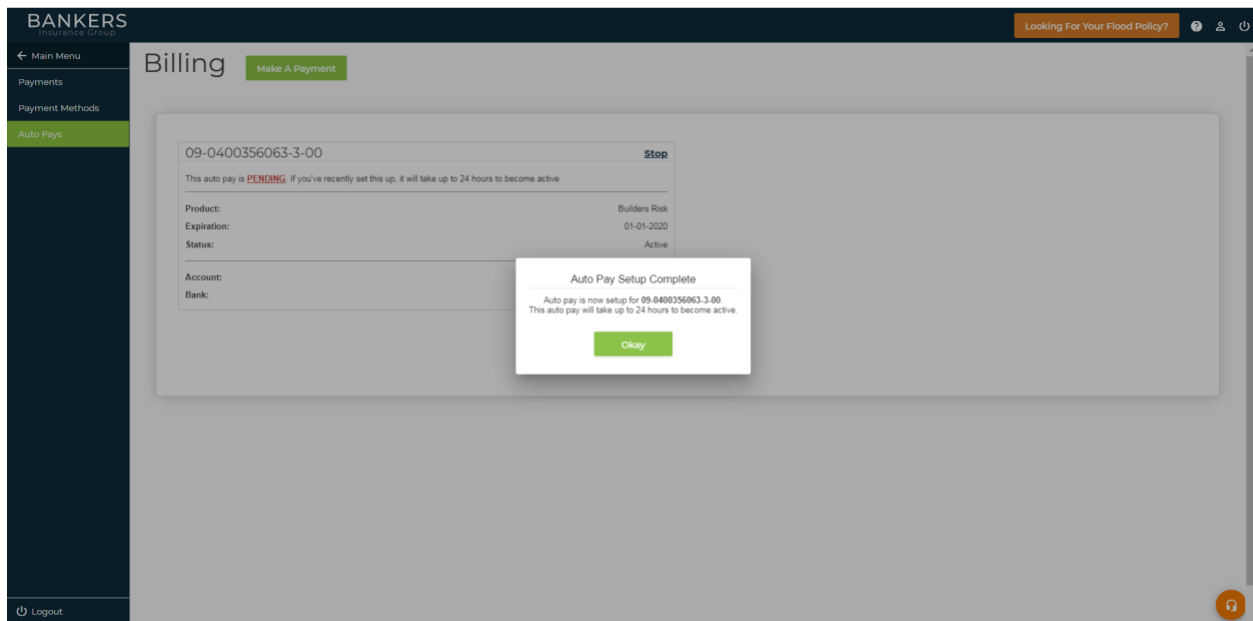 BANKERS
Insurance Group
Looking For Your Flood Policy?
Main Menu
Payments
Payment Methods
Auto Pays
Logout
Billing
Make A Payment
09-0400356063-3-00
Stop
This auto pay is PENDING. If you've recently set this up, it will take up to 24 hours to become active
Product: Builders Risk
Expiration: 01-01-2020
Status: Active
Account:
Bank:
Auto Pay Setup Complete
Auto pay is now setup for 09-0400356063-3-00.
This auto pay will take up to 24 hours to become active.
Okay